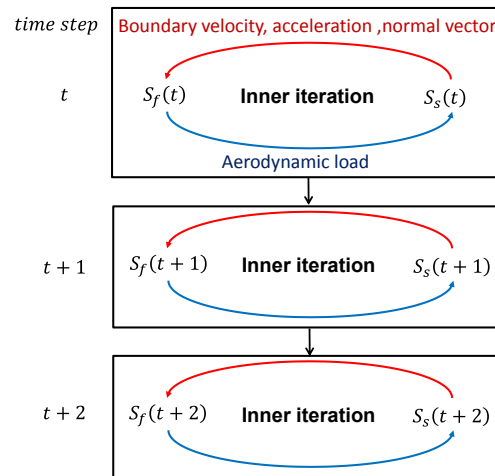 time step Boundary velocity, acceleration ,normal vector
t S_f(t) Inner iteration S_s(t)
Aerodynamic load
t + 1 S_f(t + 1) Inner iteration S_s(t + 1)
t + 2 S_f(t + 2) Inner iteration S_s(t + 2)